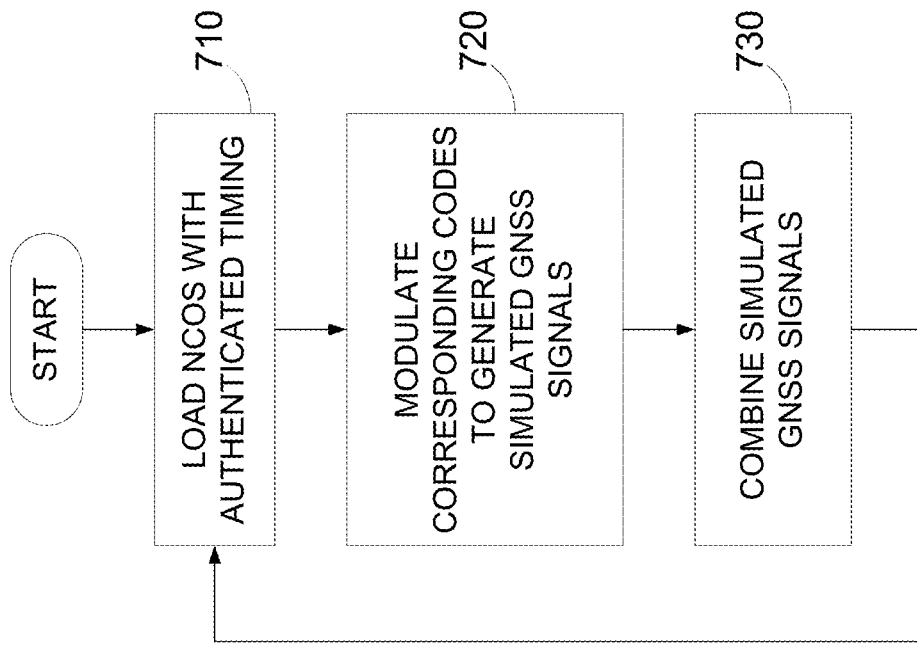 START
LOAD NCOS WITH
AUTHENTICATED TIMING
710
MODULATE
CORRESPONDING CODES
TO GENERATE
SIMULATED GNSS
SIGNALS
720
COMBINE SIMULATED
GNSS SIGNALS
730